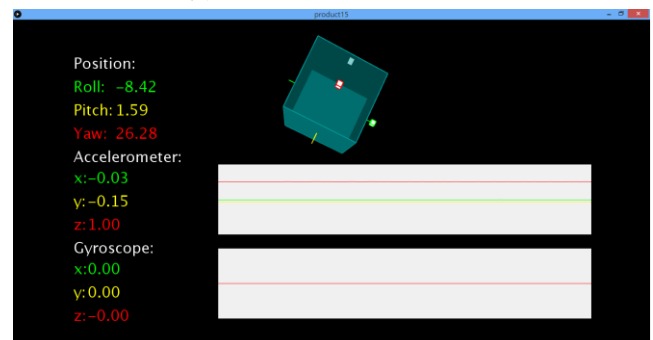 product15
Position:
Roll: -8.42
Pitch: 1.59
Yaw: 26.28
Accelerometer:
x:-0.03
y:-0.15
z:1.00
Gyroscope:
x:0.00
y:0.00
z:-0.00